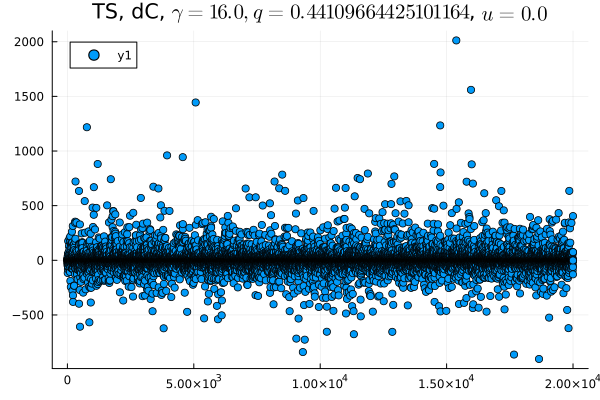 TS, dC, γ = 16.0, q = 0.44109664425101164, u = 0.0
y1
2000
1500
1000
500
0
−500
0 5.00×10³ 1.00×10⁴ 1.50×10⁴ 2.00×10⁴